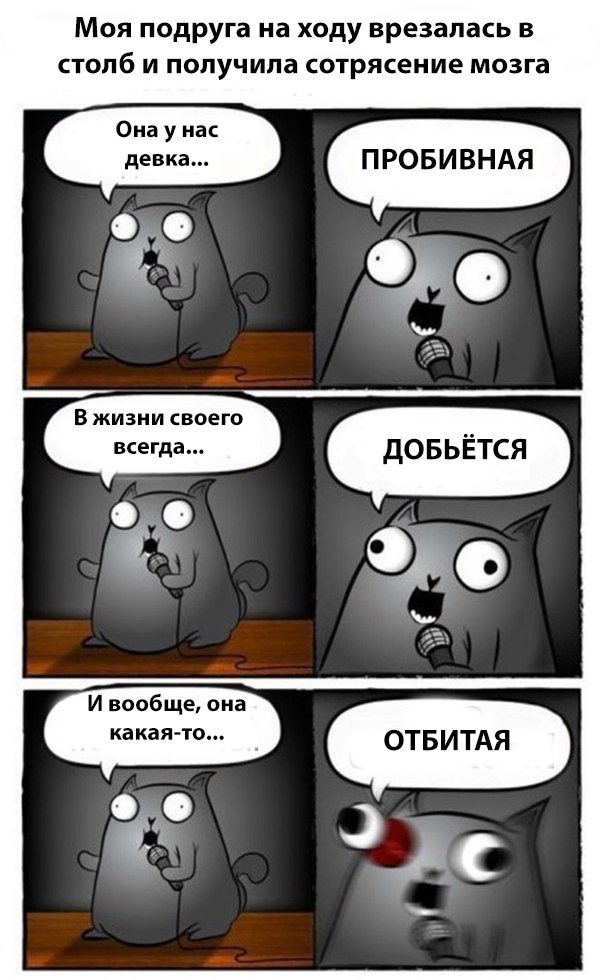 Моя подруга на ходу врезалась в
столб и получила сотрясение мозга
Она у нас
девка...
ПРОБИВНАЯ
В жизни своего
всегда...
ДОБЬЁТСЯ
И вообще, она
какая-то...
ОТБИТАЯ